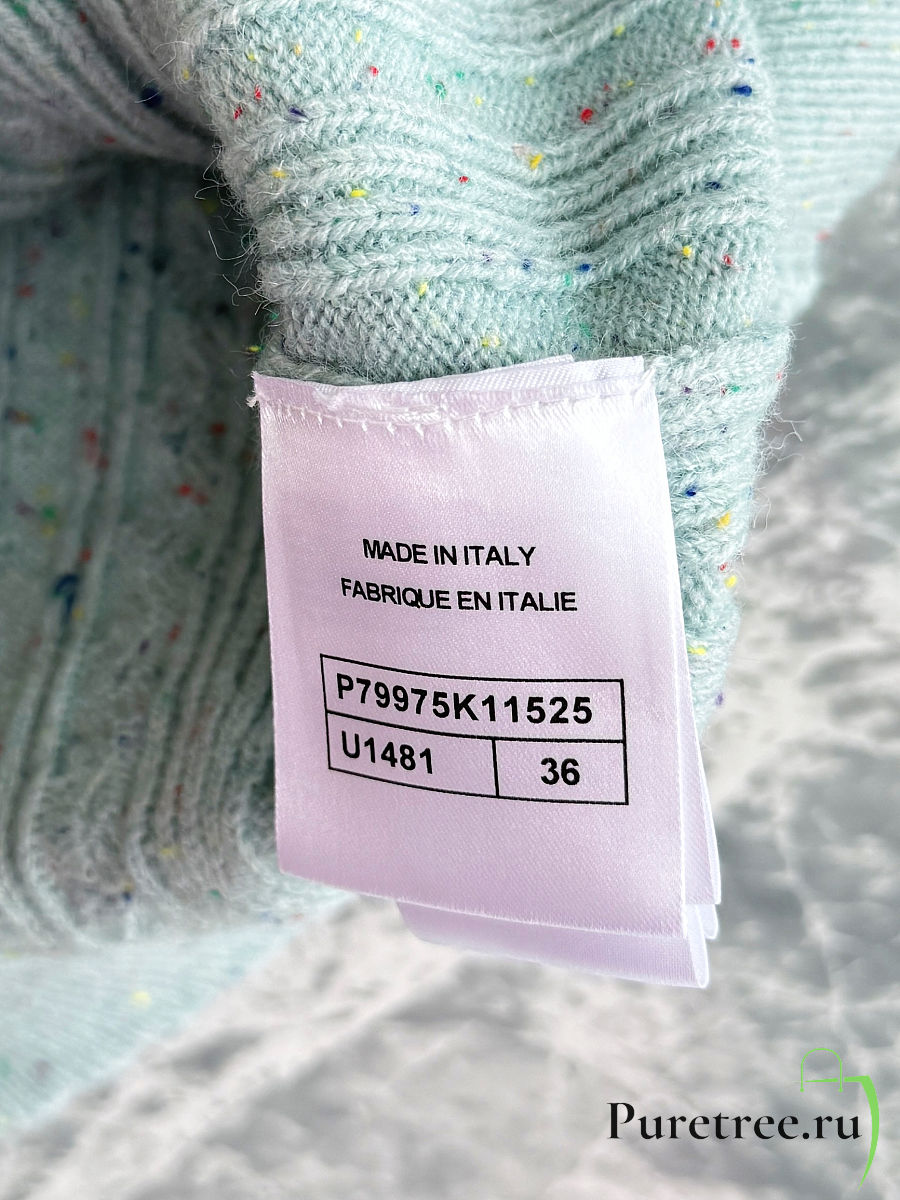 MADE IN ITALY
FABRIQUE EN ITALIE
P79975K11525
U1481 36
Puretree.ru